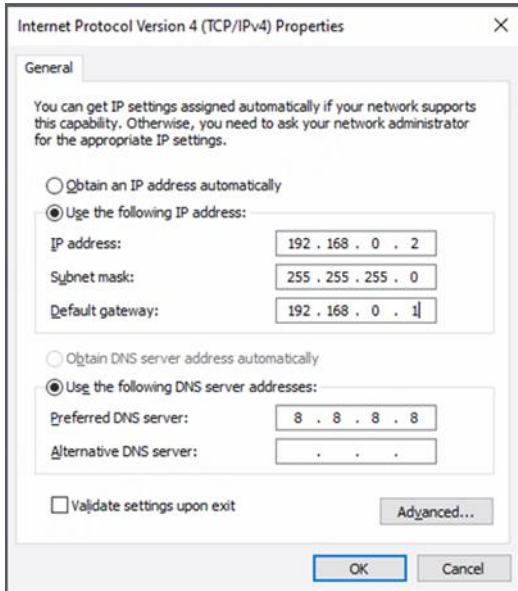 Internet Protocol Version 4 (TCP/IPv4) Properties
General
You can get IP settings assigned automatically if your network supports
this capability. Otherwise, you need to ask your network administrator
for the appropriate IP settings.
Obtain an IP address automatically
Use the following IP address:
IP address: 192 . 168 . 0 . 2
Subnet mask: 255 . 255 . 255 . 0
Default gateway: 192 . 168 . 0 . 1
Obtain DNS server address automatically
Use the following DNS server addresses:
Preferred DNS server: 8 . 8 . 8 . 8
Alternative DNS server: . . .
Validate settings upon exit
Advanced...
OK Cancel